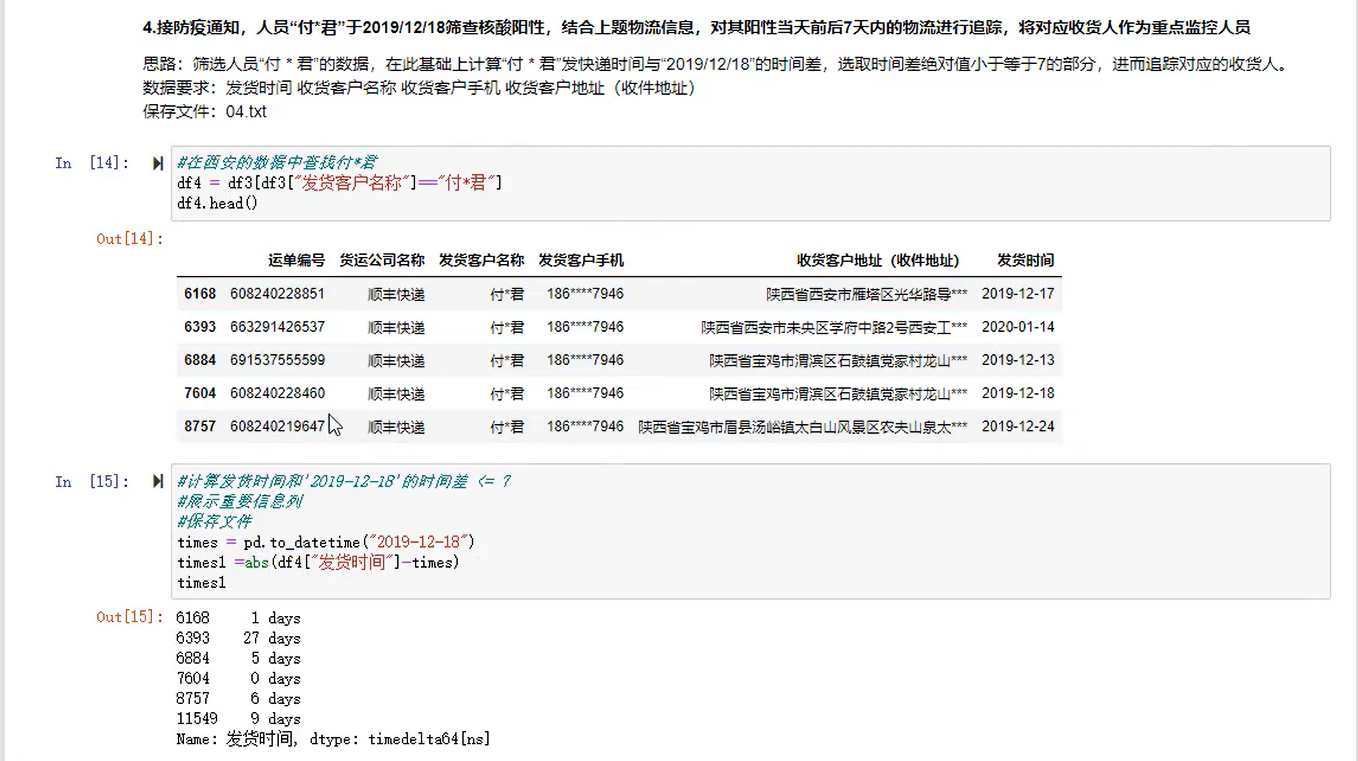 4.接防疫通知，人员“付*君”于2019/12/18筛查核酸阳性，结合上题物流信息，对其阳性当天前后7天内的物流进行追踪，将对应收货人作为重点监控人员
思路：筛选人员“付 * 君”的数据，在此基础上计算“付 * 君”发快递时间与“2019/12/18”的时间差，选取时间差绝对值小于等于7的部分，进而追踪对应的收货人。
数据要求：发货时间 收货客户名称 收货客户手机 收货客户地址（收件地址）
保存文件：04.txt
In [14]:
#在西安的数据中查找付*君
df4 = df3[df3["发货客户名称"]=="付*君"]
df4.head()
Out[14]:
运单编号 货运公司名称 发货客户名称 发货客户手机 收货客户地址（收件地址） 发货时间
6168 608240228851 顺丰快递 付*君 186****7946 陕西省西安市雁塔区光华路导*** 2019-12-17
6393 663291426537 顺丰快递 付*君 186****7946 陕西省西安市未央区学府中路2号西安工*** 2020-01-14
6884 691537555599 顺丰快递 付*君 186****7946 陕西省宝鸡市渭滨区石鼓镇党家村龙山*** 2019-12-13
7604 608240228460 顺丰快递 付*君 186****7946 陕西省宝鸡市渭滨区石鼓镇党家村龙山*** 2019-12-18
8757 608240219647 顺丰快递 付*君 186****7946 陕西省宝鸡市眉县汤峪镇太白山风景区农夫山泉太*** 2019-12-24
In [15]:
#计算发货时间和'2019-12-18'的时间差 <= 7
#展示重要信息列
#保存文件
times = pd.to_datetime("2019-12-18")
times1 =abs(df4["发货时间"]-times)
times1
Out[15]:
6168 1 days
6393 27 days
6884 5 days
7604 0 days
8757 6 days
11549 9 days
Name: 发货时间, dtype: timedelta64[ns]